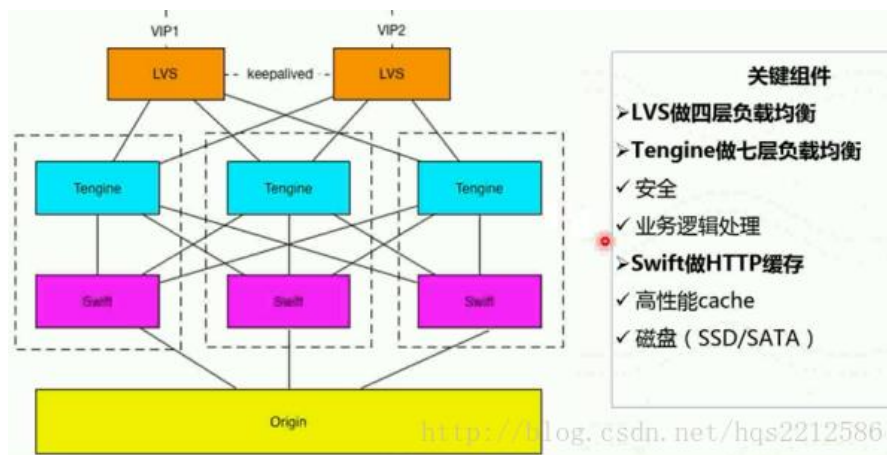 VIP1 VIP2
LVS keepalived LVS
Tengine Tengine Tengine
Swift Swift Swift
Origin
关键组件
➢LVS做四层负载均衡
➢Tengine做七层负载均衡
✓ 安全
✓ 业务逻辑处理
➢Swift做HTTP缓存
✓ 高性能cache
✓ 磁盘（SSD/SATA）
http://blog.csdn.net/hqs2212586